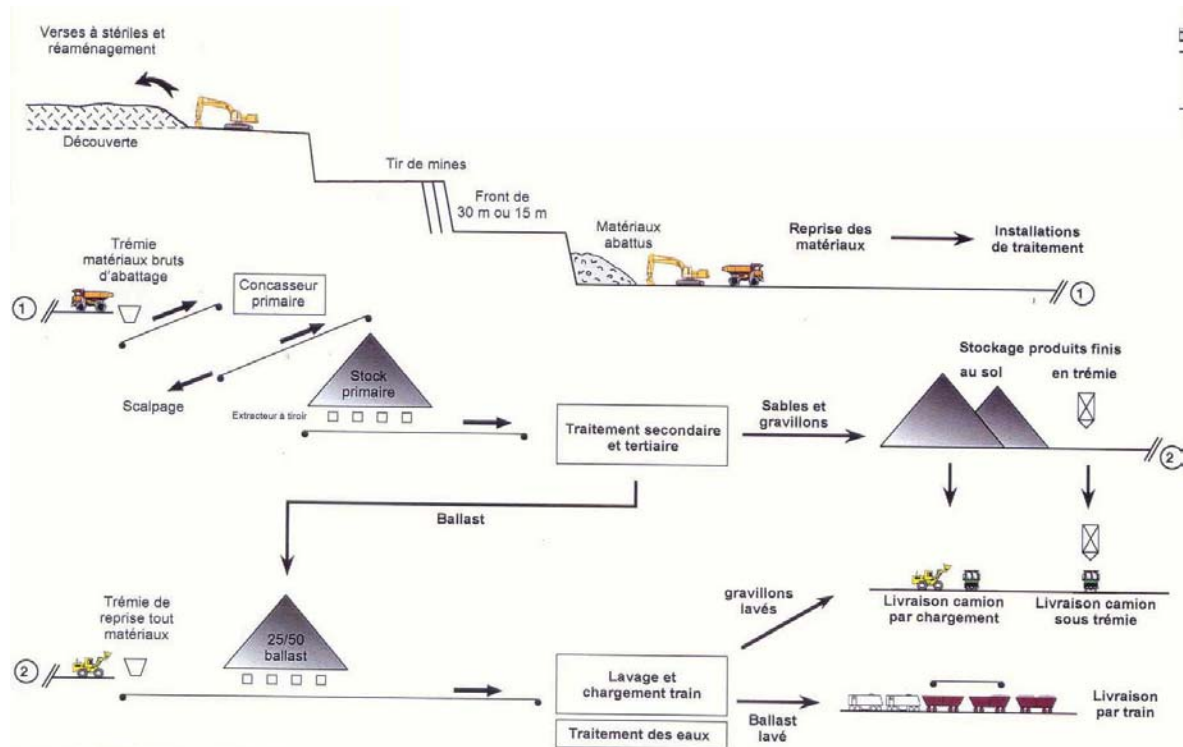 Verses à stériles et
réaménagement
Découverte
Tir de mines
Front de
30 m ou 15 m
Matériaux
abattus
Reprise des
matériaux
Installations
de traitement
1
Trémie
matériaux bruts
d'abattage
1
Concasseur
primaire
Scalpage
Stock
primaire
Extracteur à tiroir
Traitement secondaire
et tertiaire
Sables et
gravillons
Stockage produits finis
au sol
en trémie
2
Ballast
Trémie de
reprise tout
matériaux
2
25/50
ballast
Lavage et
chargement train
Traitement des eaux
gravillons
lavés
Ballast
lavé
Livraison camion
par chargement
Livraison camion
sous trémie
Livraison
par train